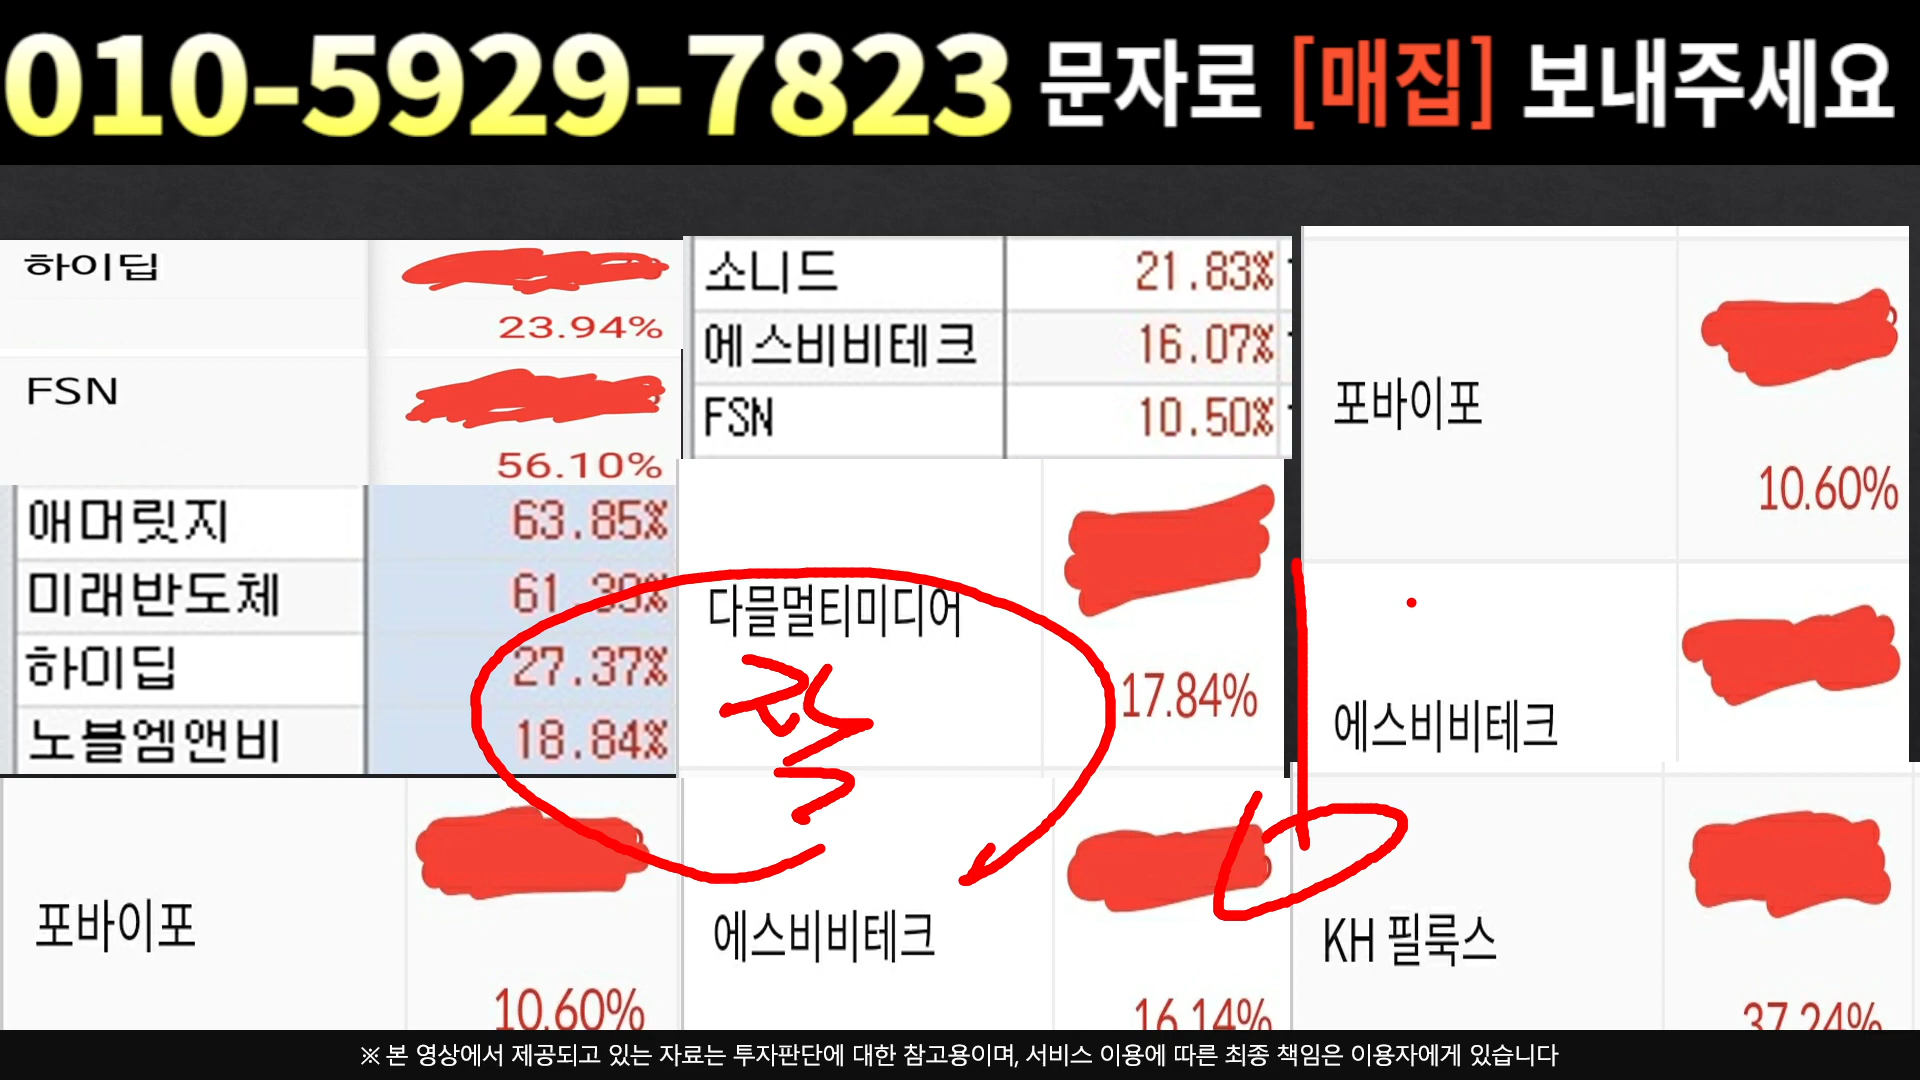 010-5929-7823 문자로 [매집] 보내주세요
하이딥
23.94%
FSN
56.10%
애머릿지 63.85%
미래반도체 61.39%
하이딥 27.37%
노블엠앤비 18.84%
소니드 21.83%
에스비비테크 16.07%
FSN 10.50%
다믈멀티미디어
17.84%
포바이포
10.60%
에스비비테크
포바이포
10.60%
에스비비테크
16.14%
KH 필룩스
37.24%
※ 본 영상에서 제공되고 있는 자료는 투자판단에 대한 참고용이며, 서비스 이용에 따른 최종 책임은 이용자에게 있습니다